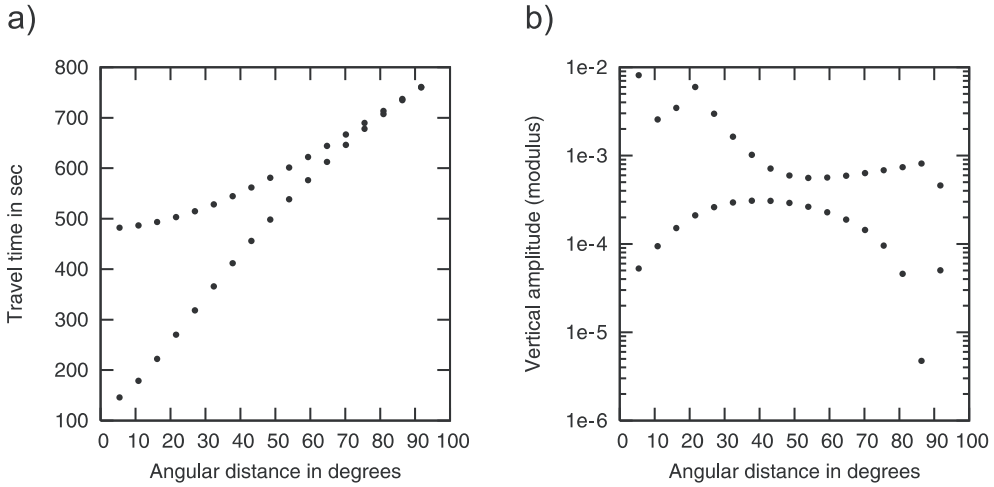 a)
800
700
600
500
400
300
200
100
0 10 20 30 40 50 60 70 80 90 100
Travel time in sec
Angular distance in degrees
b)
1e-2
1e-3
1e-4
1e-5
1e-6
0 10 20 30 40 50 60 70 80 90 100
Vertical amplitude (modulus)
Angular distance in degrees